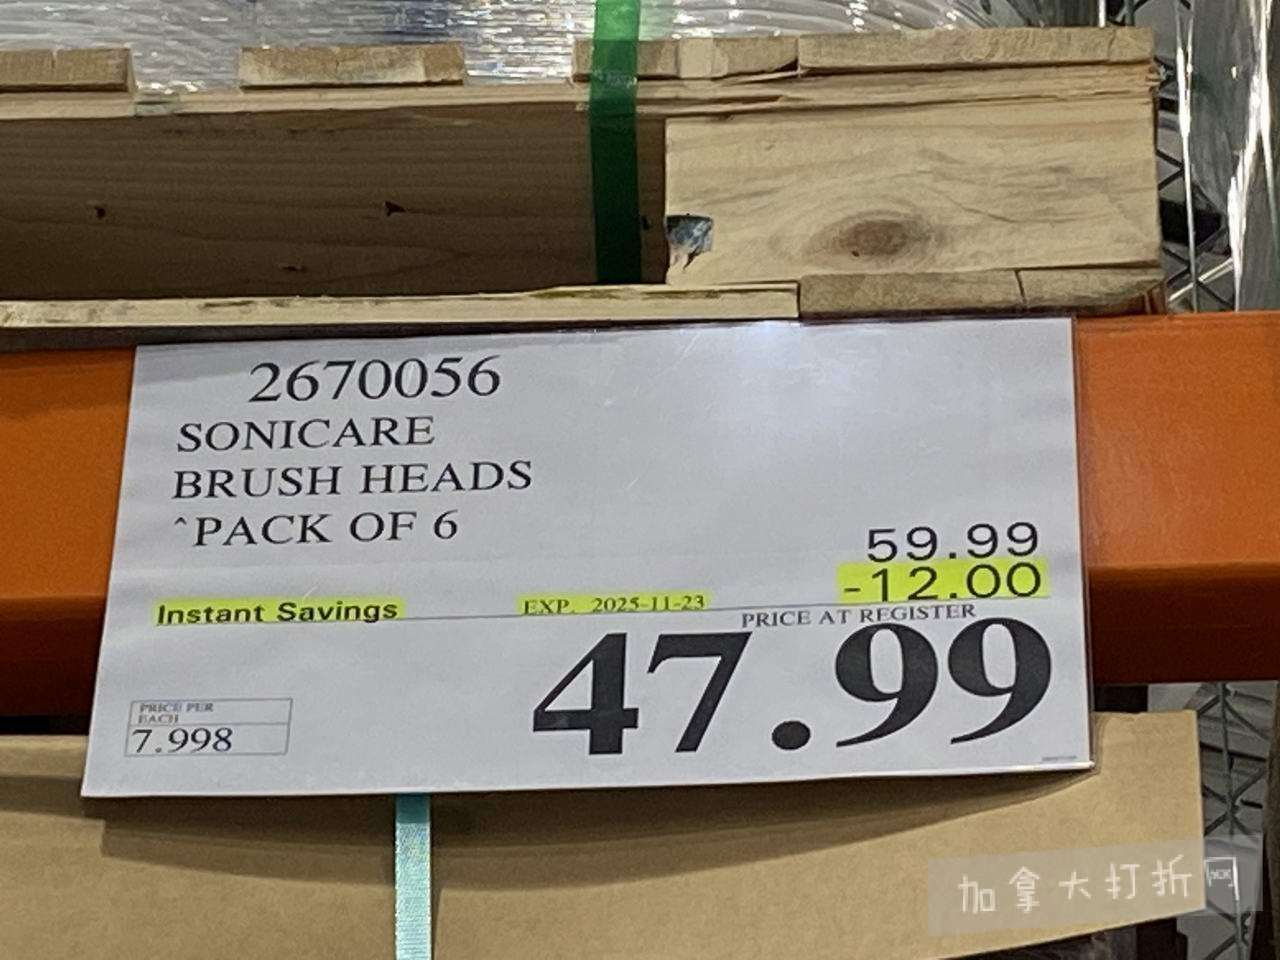 2670056
SONICARE
BRUSH HEADS
^PACK OF 6
59.99
-12.00
Instant Savings EXP. 2025-11-23
PRICE AT REGISTER
47.99
PRICE PER
EACH
7.998
加拿大打折网